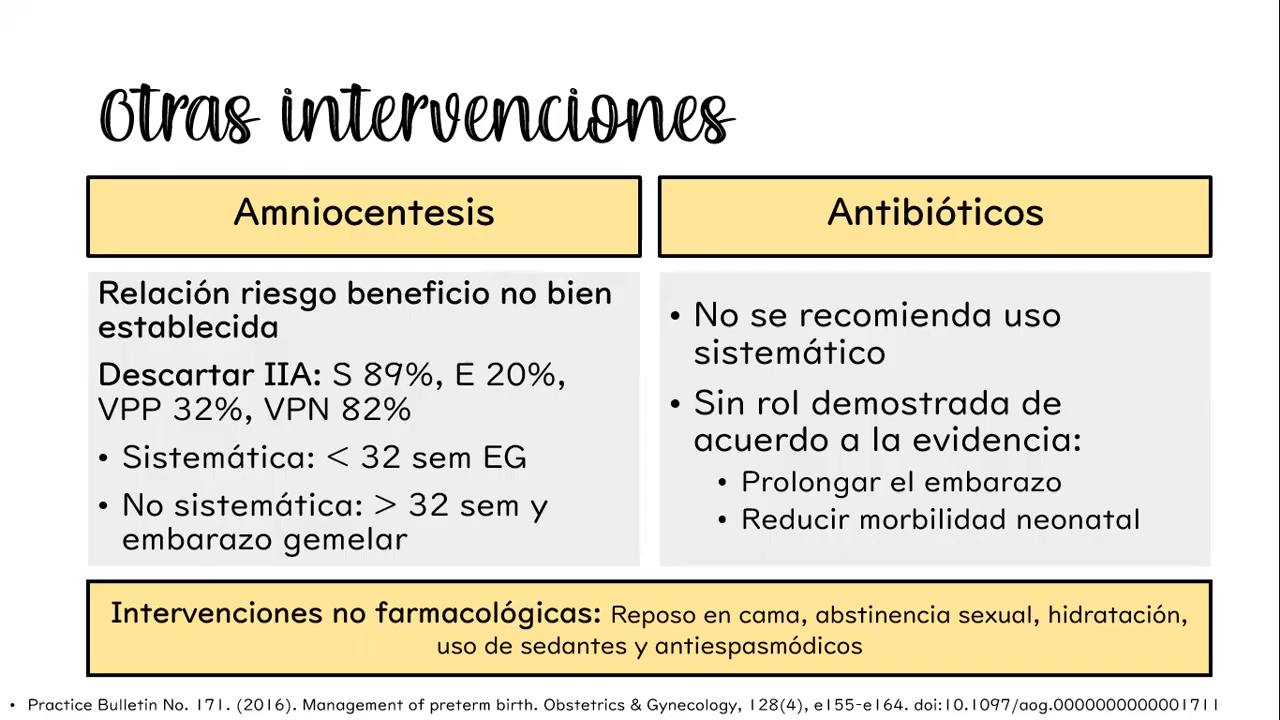 Otras intervenciones
Amniocentesis
Relación riesgo beneficio no bien
establecida
Descartar IIA: S 89%, E 20%,
VPP 32%, VPN 82%
• Sistemática: < 32 sem EG
• No sistemática: > 32 sem y
embarazo gemelar
Antibióticos
• No se recomienda uso
sistemático
• Sin rol demostrada de
acuerdo a la evidencia:
• Prolongar el embarazo
• Reducir morbilidad neonatal
Intervenciones no farmacológicas: Reposo en cama, abstinencia sexual, hidratación,
uso de sedantes y antiespasmódicos
• Practice Bulletin No. 171. (2016). Management of preterm birth. Obstetrics & Gynecology, 128(4), e155-e164. doi:10.1097/aog.0000000000001711